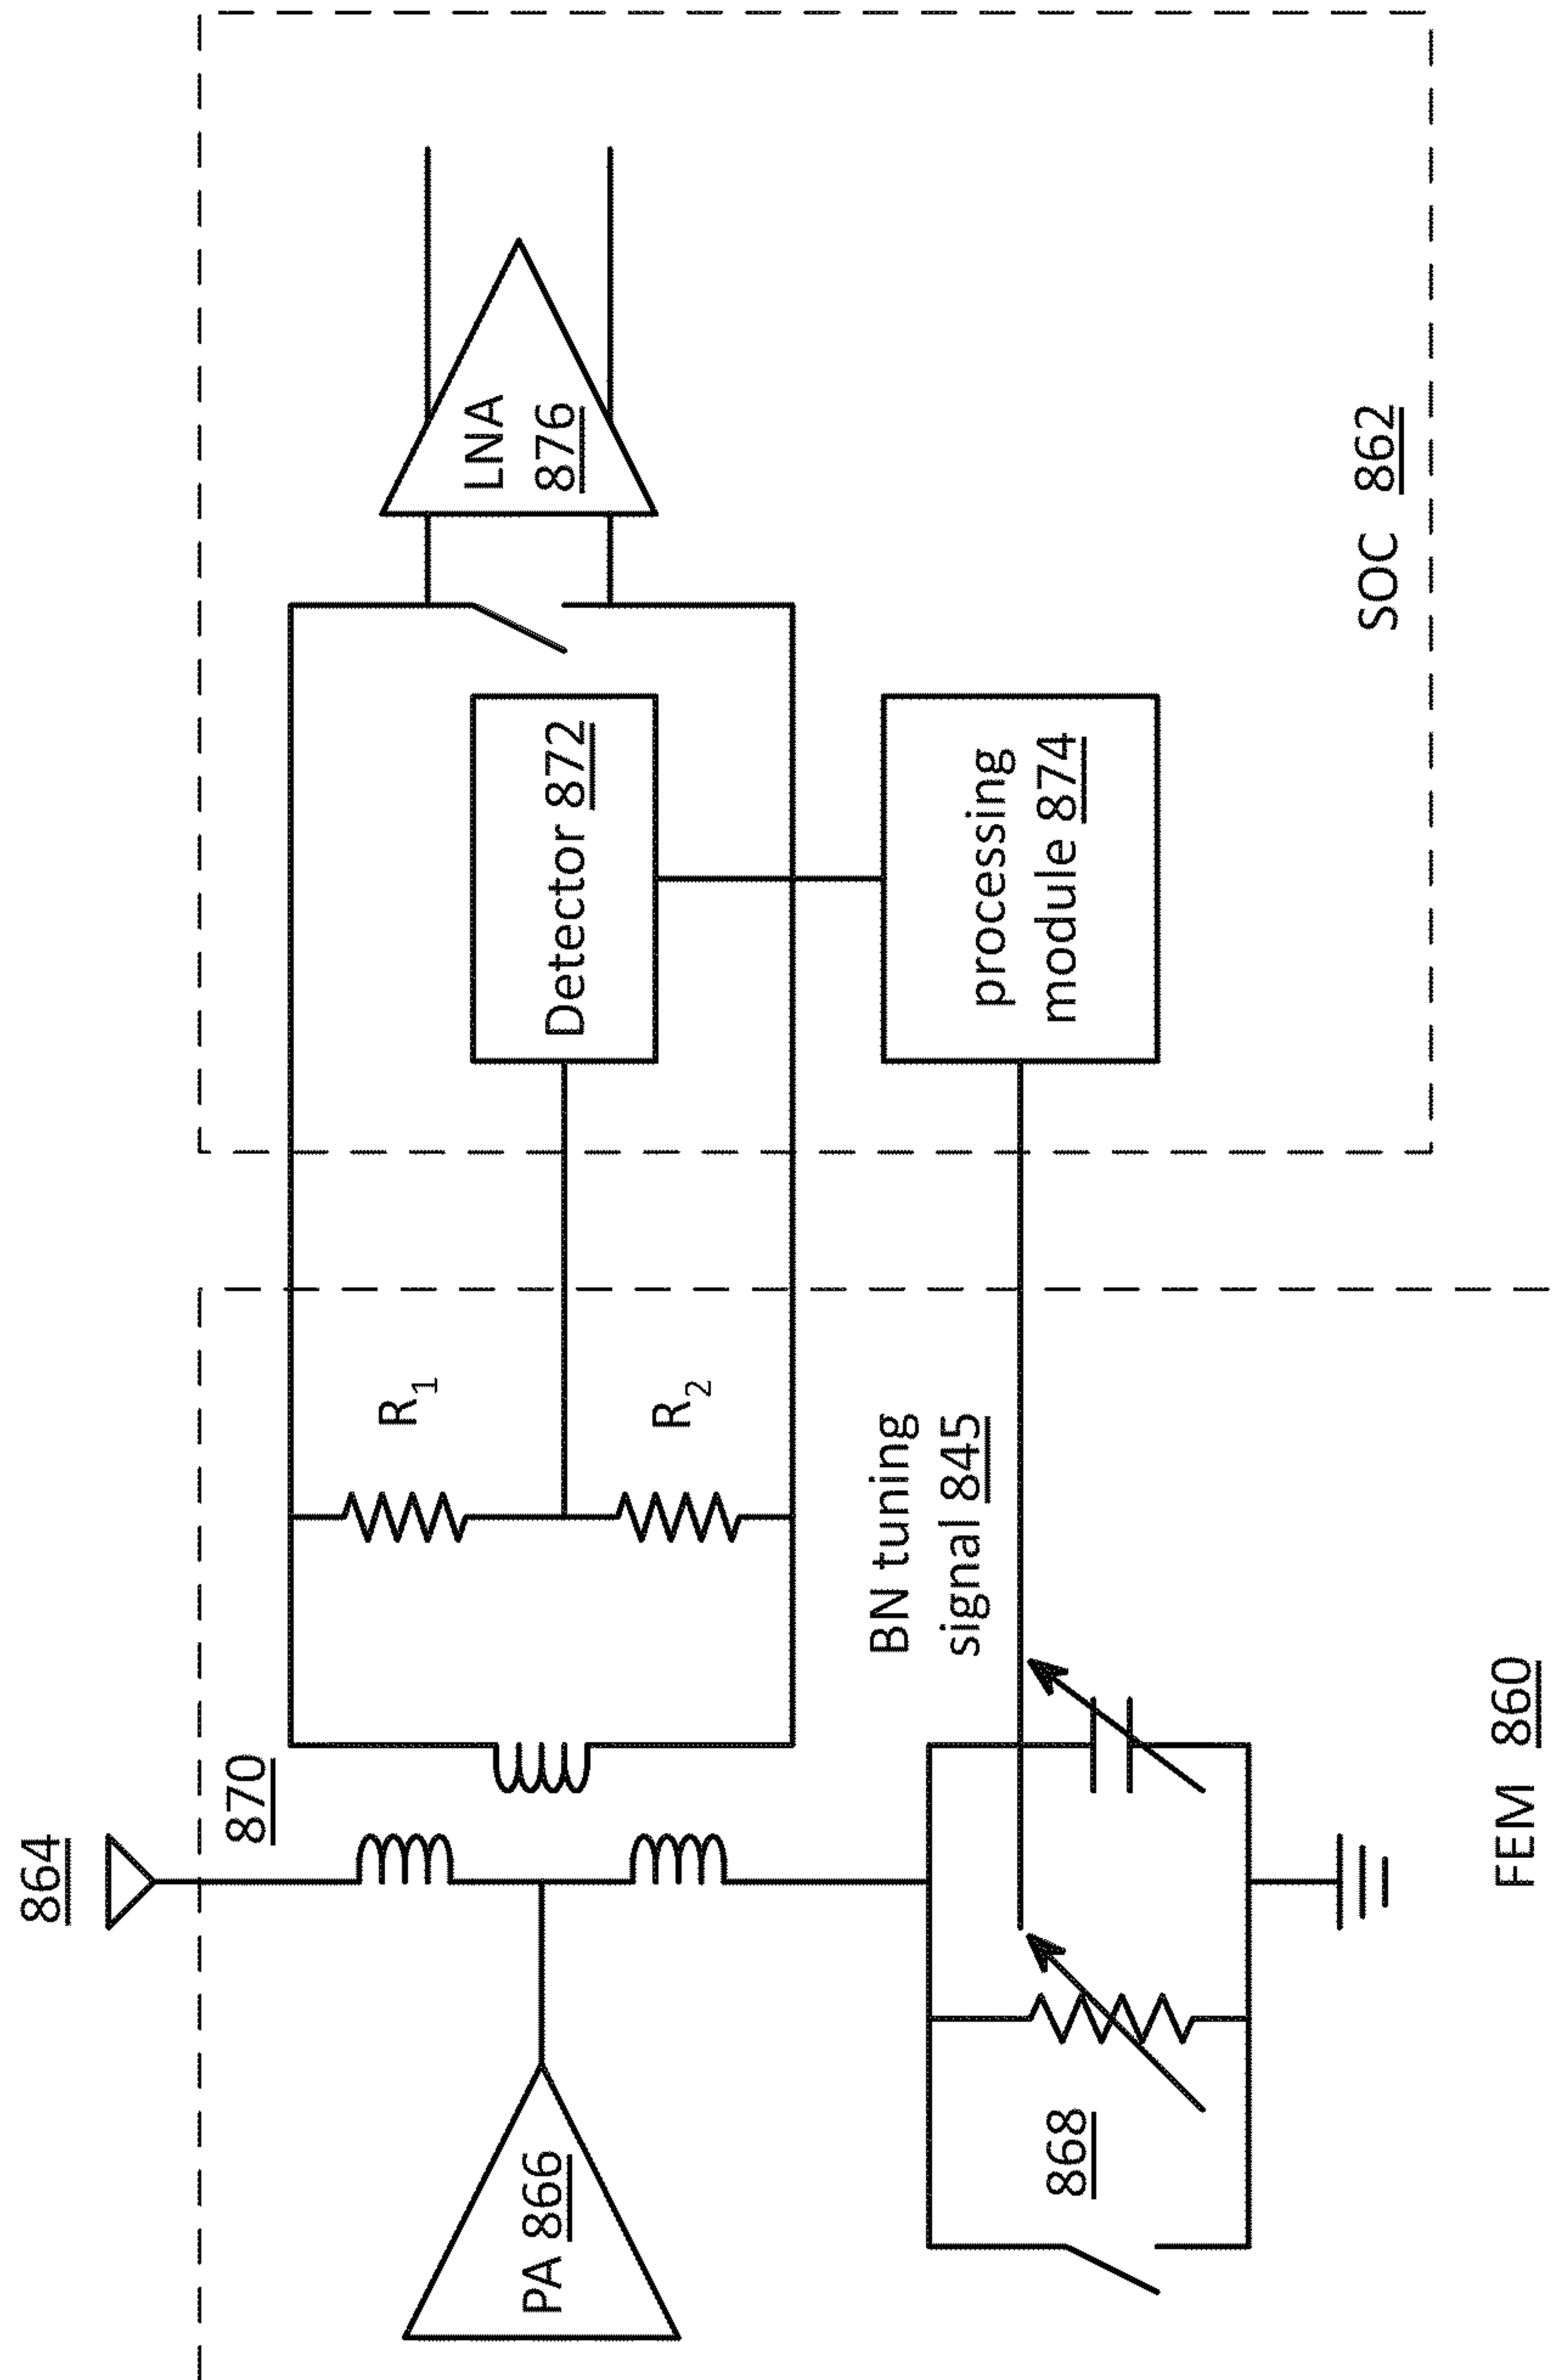 864
870
PA 866
868
R1
R2
BN tuning
signal 845
Detector 872
processing
module 874
LNA
876
FEM 860
SOC 862